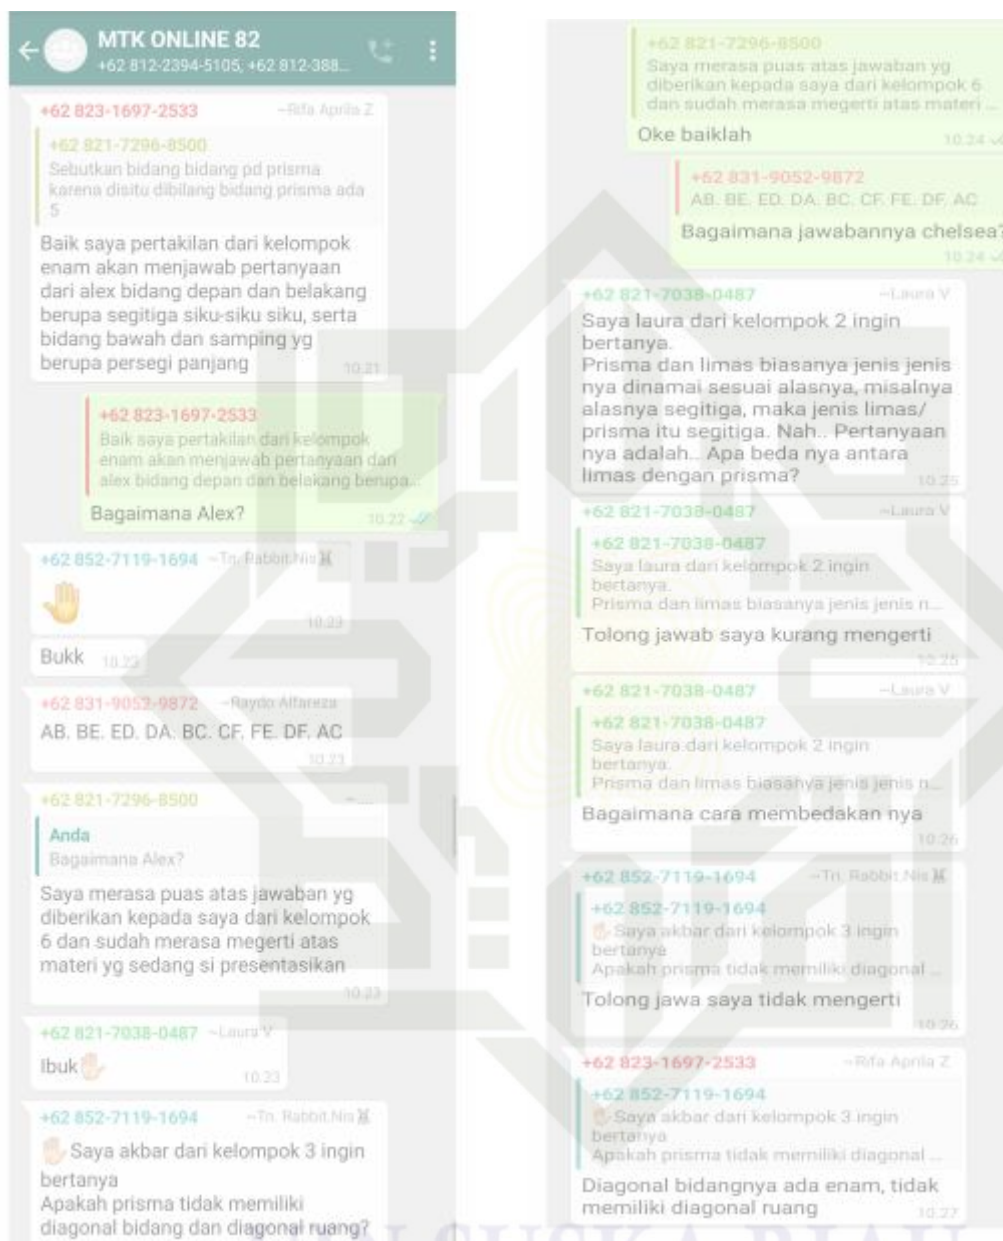 MTK ONLINE 82
+62 812-2394-5105, +62 812-388...
+62 823-1697-2533 ~Rifa Aprilia Z
+62 821-7296-8500
Sebutkan bidang bidang pd prisma
karena disitu dibilang bidang prisma ada
5
Baik saya pertakilan dari kelompok
enam akan menjawab pertanyaan
dari alex bidang depan dan belakang
berupa segitiga siku-siku siku, serta
bidang bawah dan samping yg
berupa persegi panjang 10.21
+62 823-1697-2533
Baik saya pertakilan dari kelompok
enam akan menjawab pertanyaan dari
alex bidang depan dan belakang berupa...
Bagaimana Alex? 10.22
+62 852-7119-1694 ~Tn. Rabbit.Nis
10.23
Bukk 10.23
+62 831-9052-9872 ~Raydo Alfareza
AB. BE. ED. DA. BC. CF. FE. DF. AC
10.23
+62 821-7296-8500 ~ ...
Anda
Bagaimana Alex?
Saya merasa puas atas jawaban yg
diberikan kepada saya dari kelompok
6 dan sudah merasa megerti atas
materi yg sedang si presentasikan
10.23
+62 821-7038-0487 ~Laura V
Ibuk✋
10.23
+62 852-7119-1694 ~Tn. Rabbit.Nis
✋Saya akbar dari kelompok 3 ingin
bertanya
Apakah prisma tidak memiliki
diagonal bidang dan diagonal ruang?
+62 821-7296-8500
Saya merasa puas atas jawaban yg
diberikan kepada saya dari kelompok 6
dan sudah merasa megerti atas materi ...
Oke baiklah 10.24
+62 831-9052-9872
AB. BE. ED. DA. BC. CF. FE. DF. AC
Bagaimana jawabannya chelsea?
10.24
+62 821-7038-0487 ~Laura V
Saya laura dari kelompok 2 ingin
bertanya.
Prisma dan limas biasanya jenis jenis
nya dinamai sesuai alasnya, misalnya
alasnya segitiga, maka jenis limas/
prisma itu segitiga. Nah.. Pertanyaan
nya adalah.. Apa beda nya antara
limas dengan prisma? 10.25
+62 821-7038-0487 ~Laura V
+62 821-7038-0487
Saya laura dari kelompok 2 ingin
bertanya.
Prisma dan limas biasanya jenis jenis n...
Tolong jawab saya kurang mengerti
10.25
+62 821-7038-0487 ~Laura V
+62 821-7038-0487
Saya laura dari kelompok 2 ingin
bertanya.
Prisma dan limas biasanya jenis jenis n...
Bagaimana cara membedakan nya
10.26
+62 852-7119-1694 ~Tn. Rabbit.Nis
+62 852-7119-1694
✋Saya akbar dari kelompok 3 ingin
bertanya
Apakah prisma tidak memiliki diagonal ...
Tolong jawa saya tidak mengerti
10.26
+62 823-1697-2533 ~Rifa Aprilia Z
+62 852-7119-1694
✋Saya akbar dari kelompok 3 ingin
bertanya
Apakah prisma tidak memiliki diagonal ...
Diagonal bidangnya ada enam, tidak
memiliki diagonal ruang 10.27